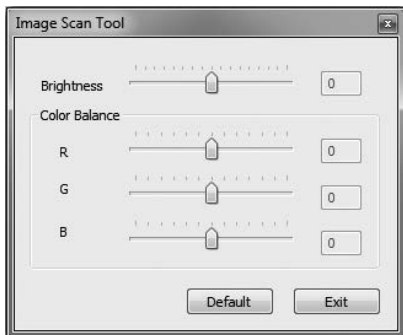 Image Scan Tool
Brightness 0
Color Balance
R 0
G 0
B 0
Default Exit